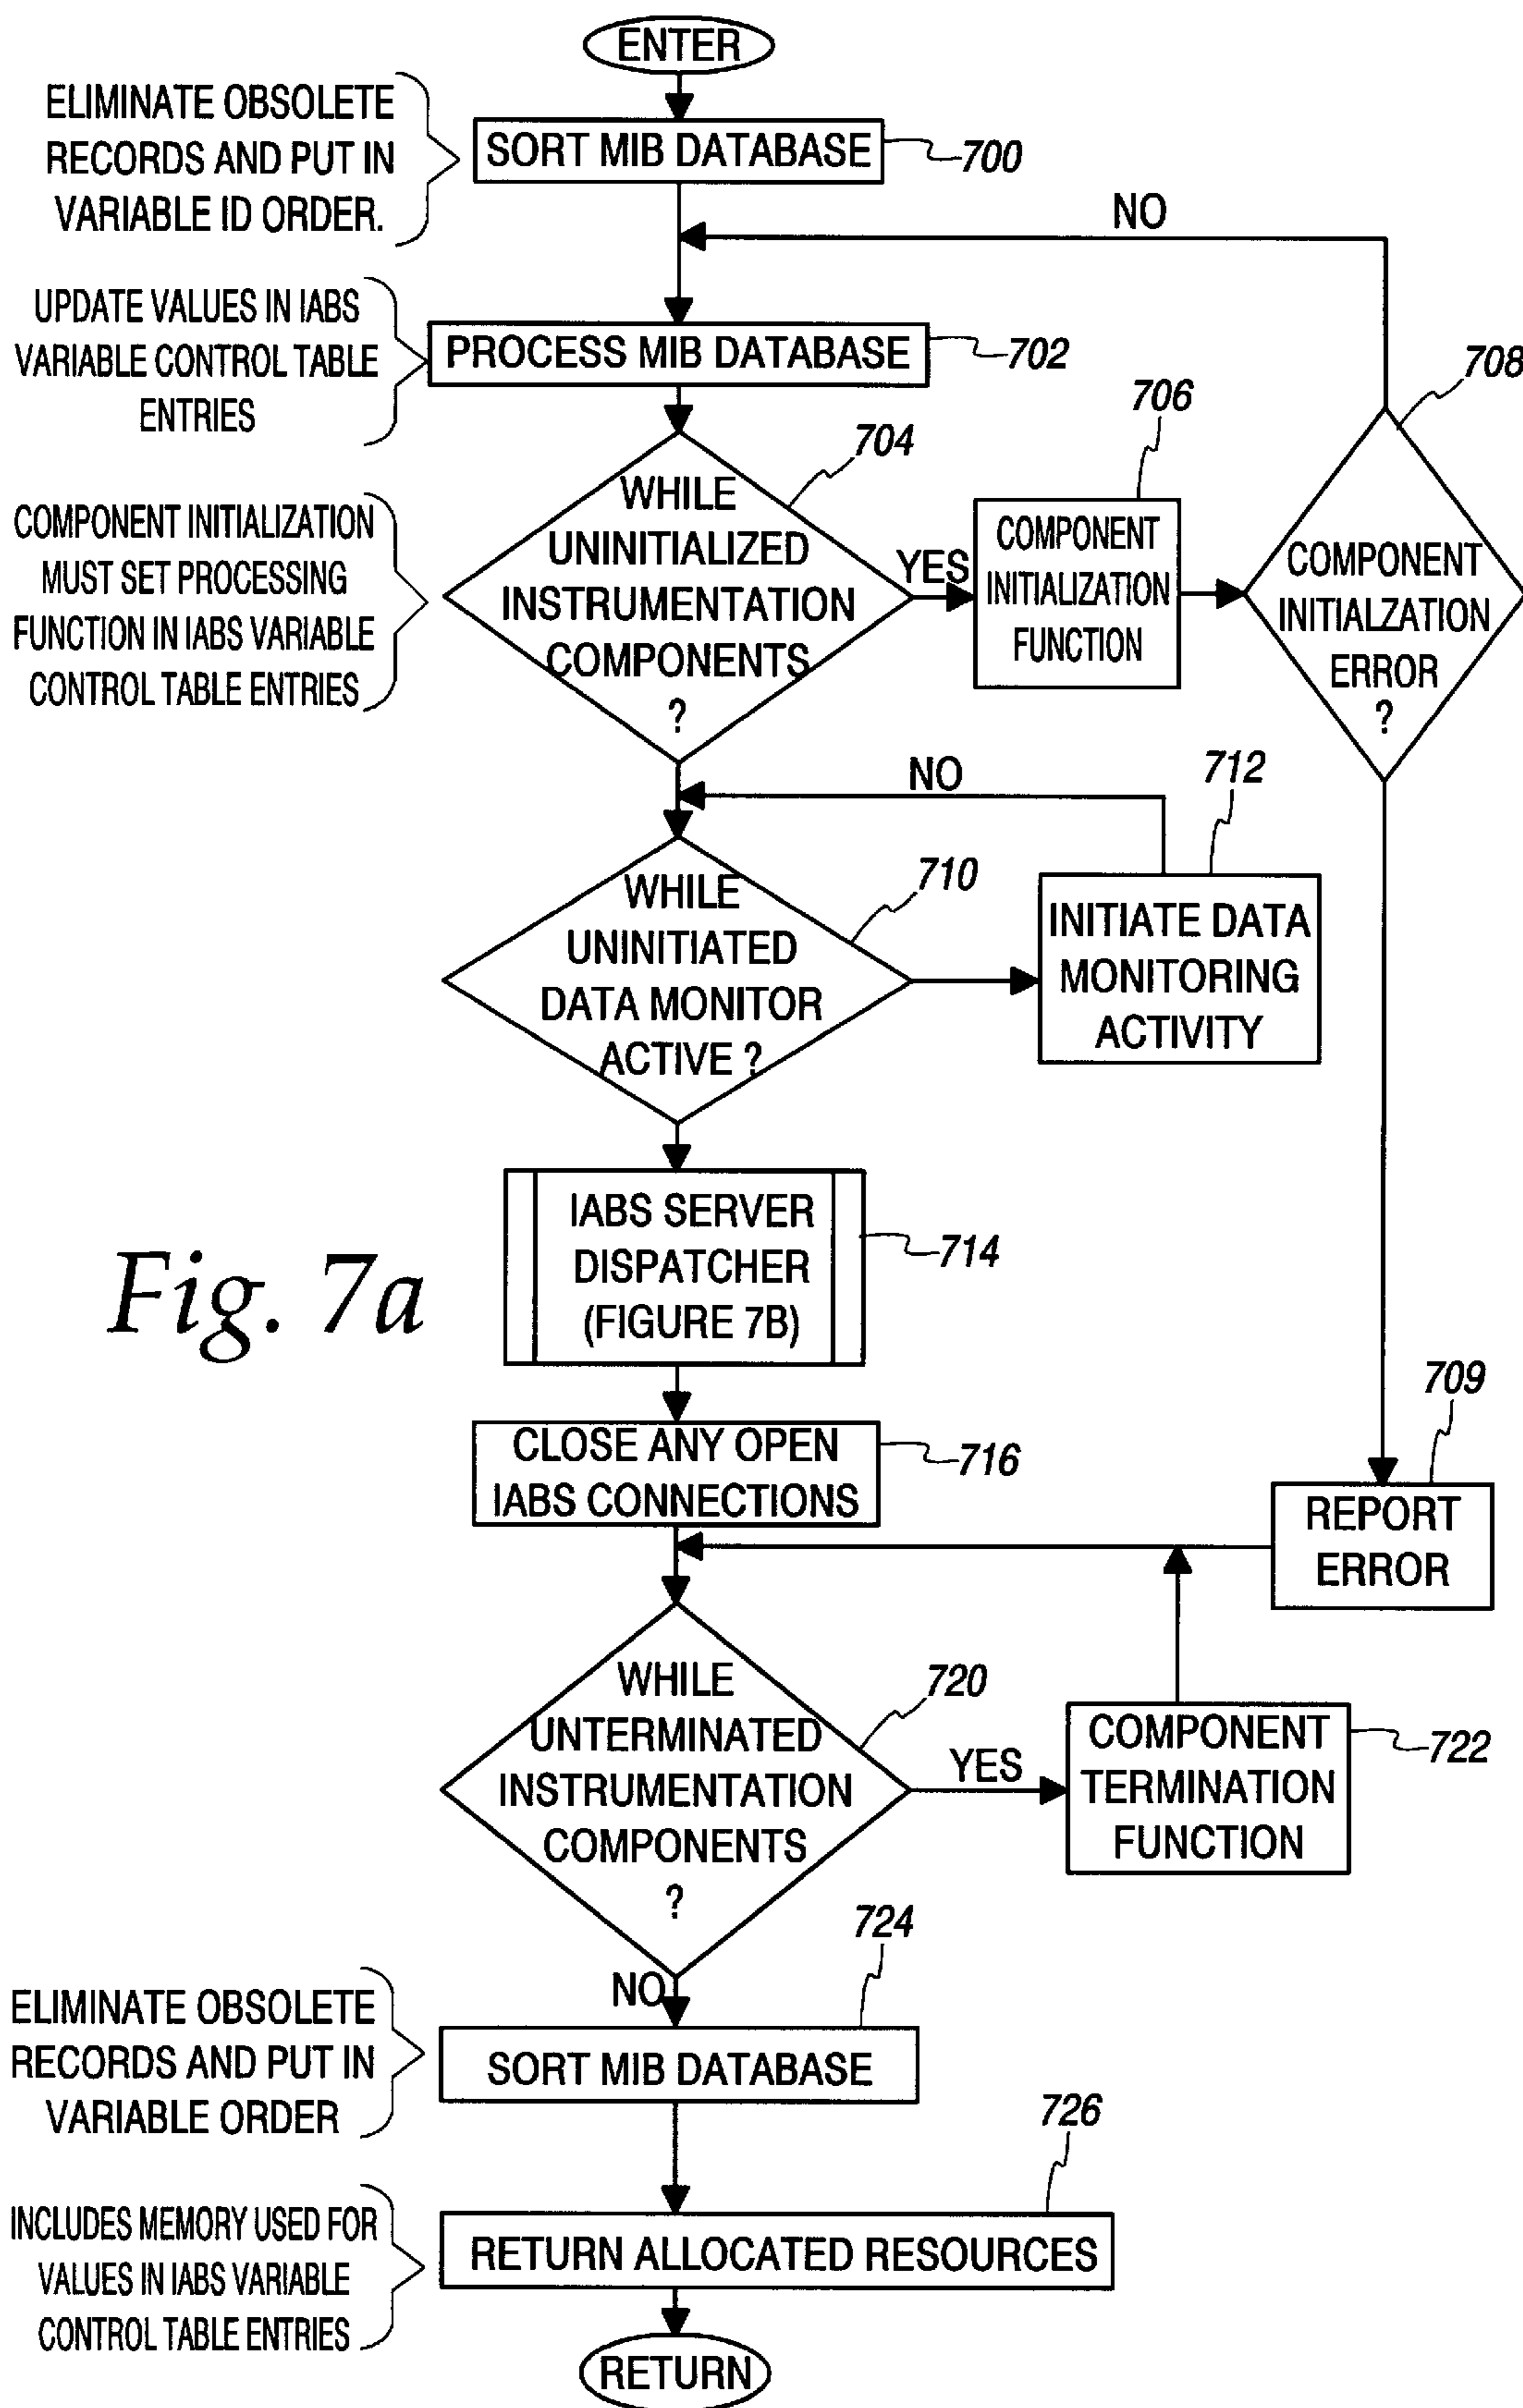 ENTER
ELIMINATE OBSOLETE
RECORDS AND PUT IN
VARIABLE ID ORDER.
SORT MIB DATABASE
700
NO
UPDATE VALUES IN IABS
VARIABLE CONTROL TABLE
ENTRIES
PROCESS MIB DATABASE
702
708
706
704
COMPONENT INITIALIZATION
MUST SET PROCESSING
FUNCTION IN IABS VARIABLE
CONTROL TABLE ENTRIES
WHILE
UNINITIALIZED
INSTRUMENTATION
COMPONENTS
?
YES
COMPONENT
INITIALIZATION
FUNCTION
COMPONENT
INITIALZATION
ERROR
?
NO
712
710
WHILE
UNINITIATED
DATA MONITOR
ACTIVE ?
INITIATE DATA
MONITORING
ACTIVITY
IABS SERVER
DISPATCHER
(FIGURE 7B)
714
Fig. 7a
709
CLOSE ANY OPEN
IABS CONNECTIONS
716
REPORT
ERROR
WHILE
UNTERMINATED
INSTRUMENTATION
COMPONENTS
?
720
YES
COMPONENT
TERMINATION
FUNCTION
722
724
NO
ELIMINATE OBSOLETE
RECORDS AND PUT IN
VARIABLE ORDER
SORT MIB DATABASE
726
INCLUDES MEMORY USED FOR
VALUES IN IABS VARIABLE
CONTROL TABLE ENTRIES
RETURN ALLOCATED RESOURCES
RETURN